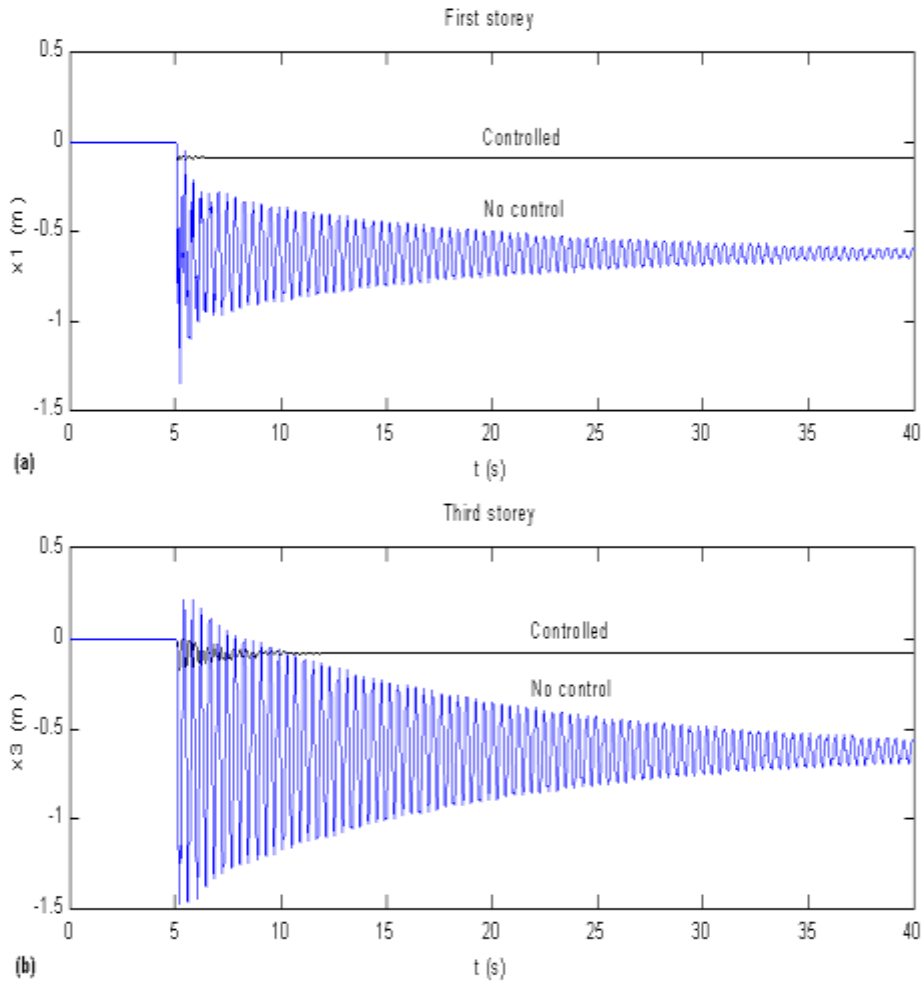 First storey
0.5
0
-0.5
-1
-1.5
x 1 (m)
Controlled
No control
0 5 10 15 20 25 30 35 40
(a)
t (s)
Third storey
0.5
0
-0.5
-1
-1.5
x 3 (m)
Controlled
No control
0 5 10 15 20 25 30 35 40
(b)
t (s)